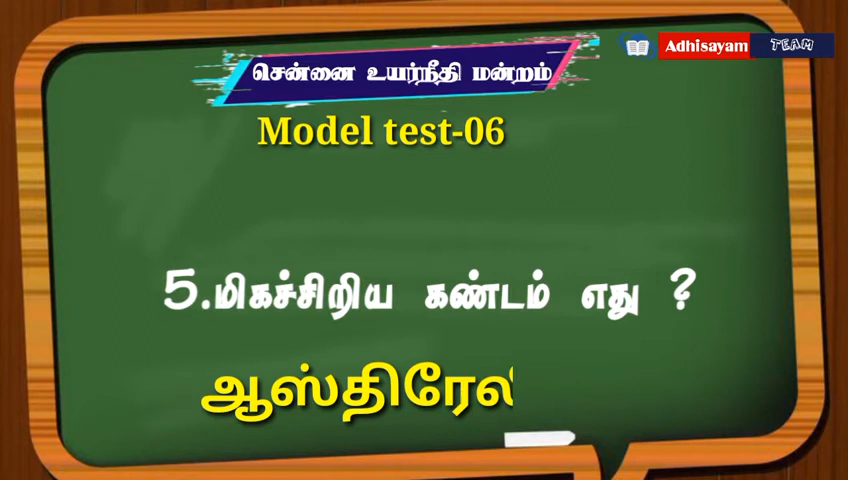 Adhisayam TEAM
சென்னை உயர்நீதி மன்றம்
Model test-06
5.மிகச்சிறிய கண்டம் எது ?
ஆஸ்திரேலி